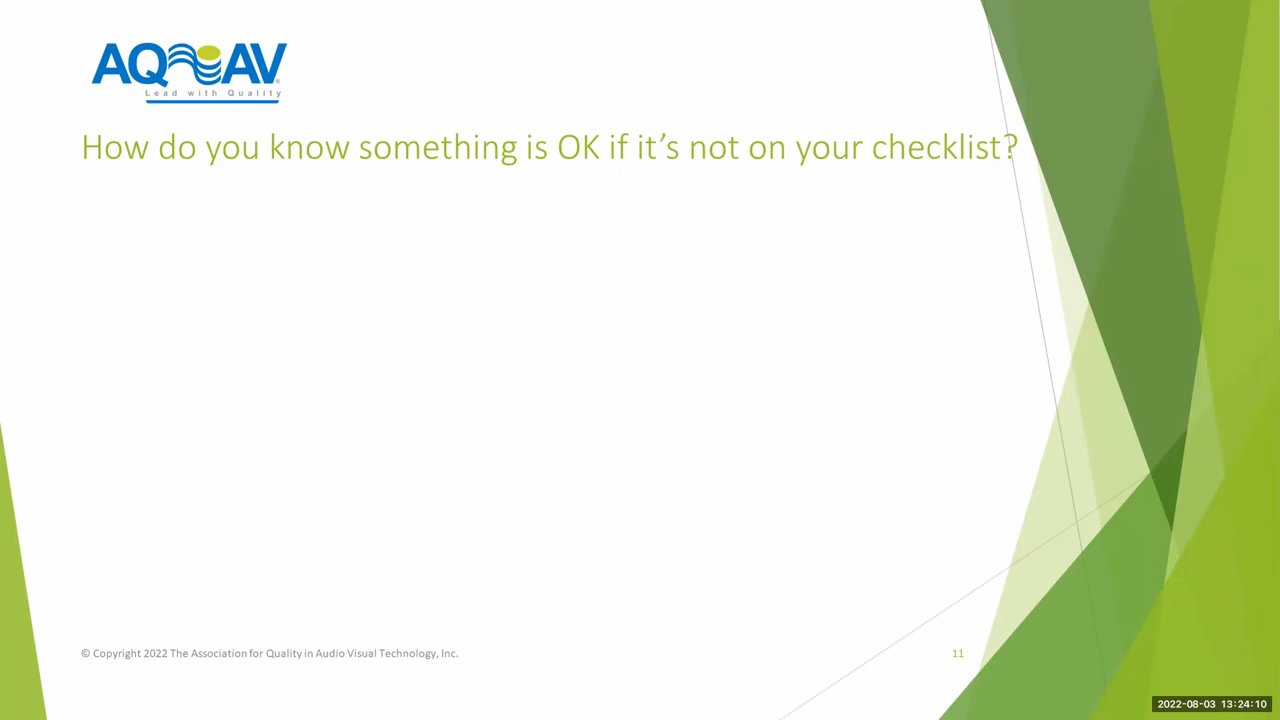 AQAV
Lead with Quality
How do you know something is OK if it’s not on your checklist?
© Copyright 2022 The Association for Quality in Audio Visual Technology, Inc.
11
2022-08-03 13:24:10